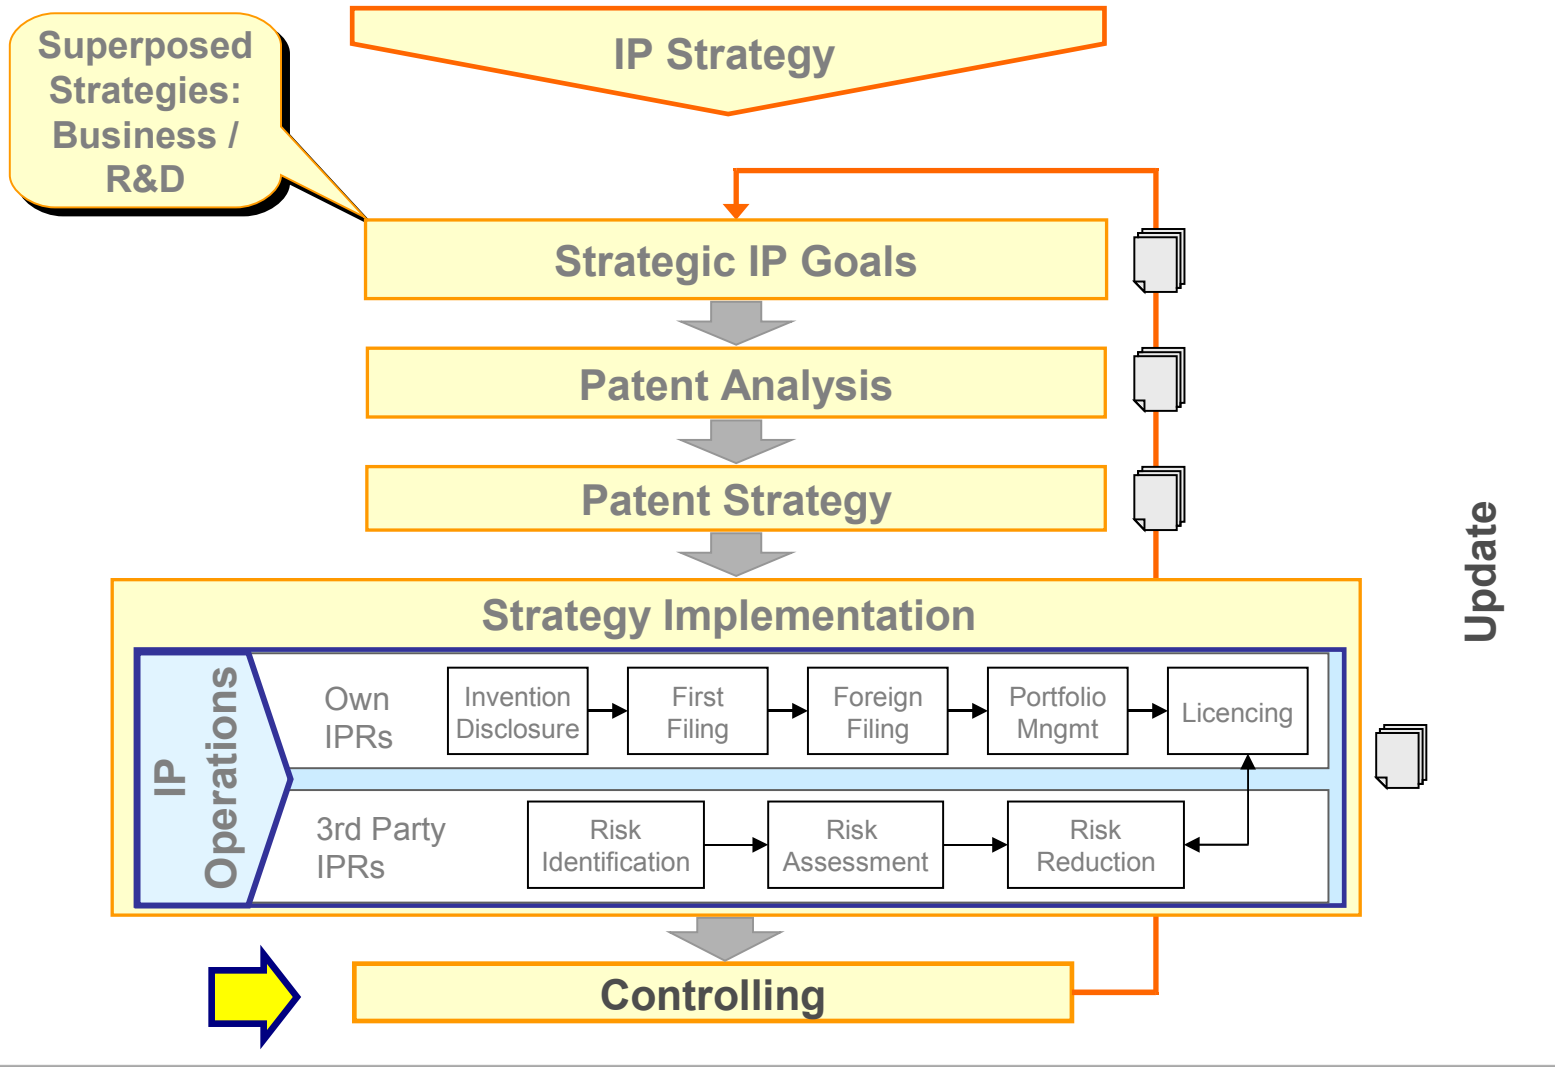 Superposed
Strategies:
Business /
R&D
IP Strategy
Strategic IP Goals
Patent Analysis
Patent Strategy
Update
Strategy Implementation
IP
Operations
Own
IPRs
Invention
Disclosure
First
Filing
Foreign
Filing
Portfolio
Mngmt
Licencing
3rd Party
IPRs
Risk
Identification
Risk
Assessment
Risk
Reduction
Controlling